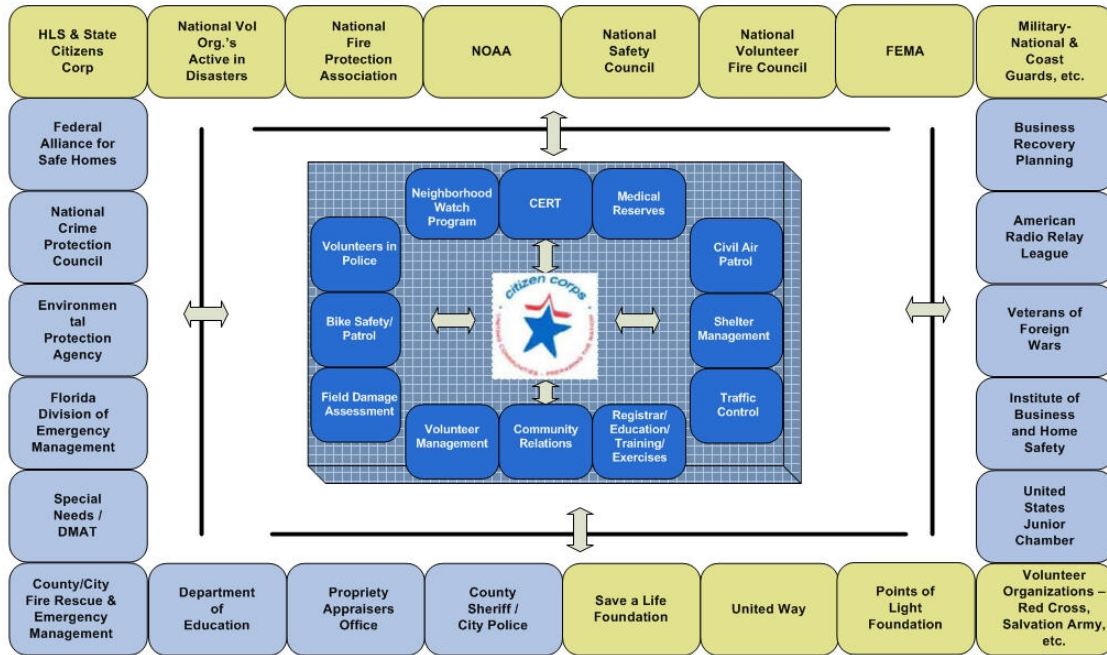 HLS & State
Citizens
Corp
National Vol
Org.'s
Active in
Disasters
National
Fire
Protection
Association
NOAA
National
Safety
Council
National
Volunteer
Fire Council
FEMA
Military-
National &
Coast
Guards, etc.
Federal
Alliance for
Safe Homes
National
Crime
Protection
Council
Environmen
tal
Protection
Agency
Florida
Division of
Emergency
Management
Special
Needs /
DMAT
Neighborhood
Watch
Program
CERT
Medical
Reserves
Volunteers in
Police
Bike Safety/
Patrol
Field Damage
Assessment
citizen corps
UNITING COMMUNITIES - PREPARING THE NATION
Civil Air
Patrol
Shelter
Management
Traffic
Control
Volunteer
Management
Community
Relations
Registrar/
Education/
Training/
Exercises
Business
Recovery
Planning
American
Radio Relay
League
Veterans of
Foreign
Wars
Institute of
Business
and Home
Safety
United
States
Junior
Chamber
County/City
Fire Rescue &
Emergency
Management
Department
of
Education
Propriety
Appraisers
Office
County
Sheriff /
City Police
Save a Life
Foundation
United Way
Points of
Light
Foundation
Volunteer
Organizations –
Red Cross,
Salvation Army,
etc.